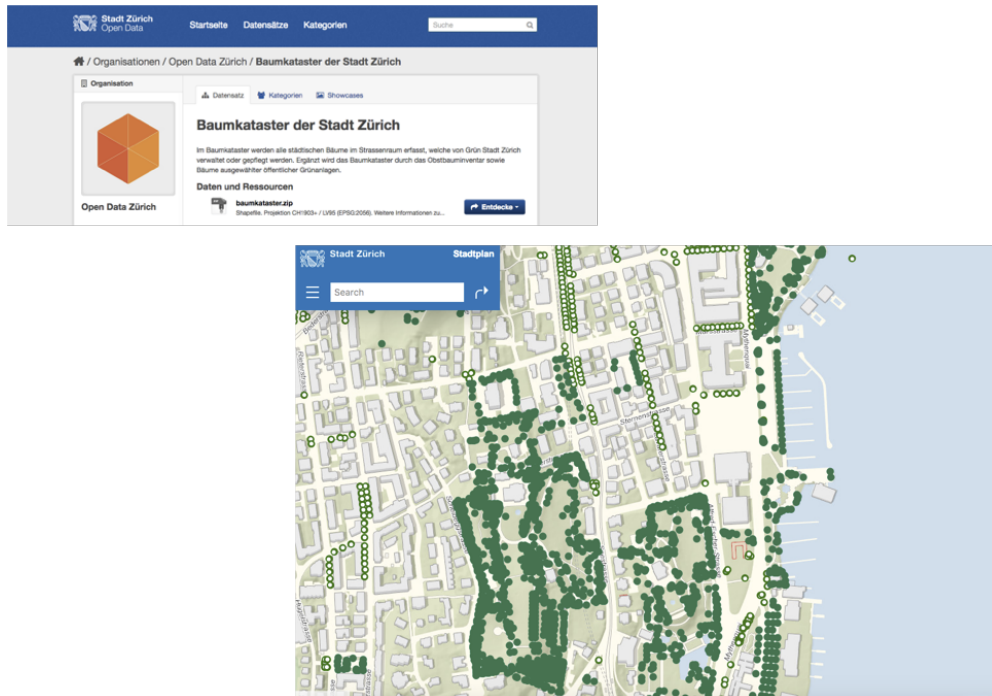 Stadt Zürich
Open Data
Startseite Datensätze Kategorien
Suche
/ Organisationen / Open Data Zürich / Baumkataster der Stadt Zürich
Organisation
Datensatz Kategorien Showcases
Baumkataster der Stadt Zürich
Im Baumkataster werden alle städtischen Bäume im Strassenraum erfasst, welche von Grün Stadt Zürich
verwaltet oder gepflegt werden. Ergänzt wird das Baumkataster durch das Obstbauminventar sowie
Bäume ausgewählter öffentlicher Grünanlagen.
Daten und Ressourcen
baumkataster.zip
Shapefile. Projektion CH1903+ / LV95 (EPSG:2056). Weitere Informationen zu...
Entdecke
Open Data Zürich
Stadt Zürich
Stadtplan
Search
Mythenquai
Sternenstrasse